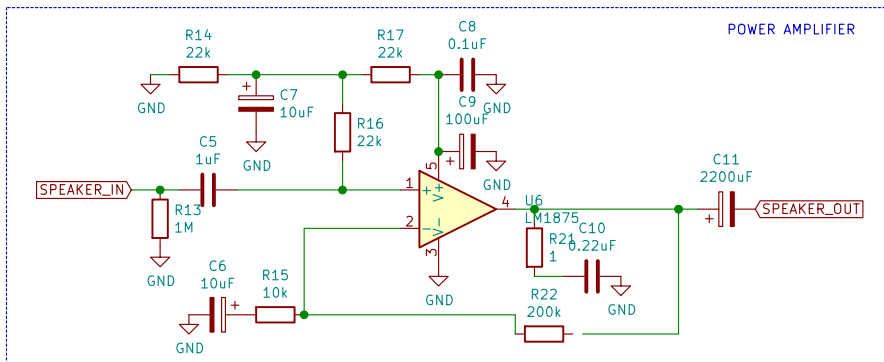 POWER AMPLIFIER
R14
22k
R17
22k
C8
0.1uF
GND
GND
C7
10uF
C9
100uF
R16
22k
GND
GND
C5
1uF
SPEAKER_IN
R13
1M
GND
1
2
3
4
5
+
-
V+
V-
U6
LM1875
GND
R21
1
C10
0.22uF
GND
C11
2200uF
SPEAKER_OUT
C6
10uF
R15
10k
GND
R22
200k